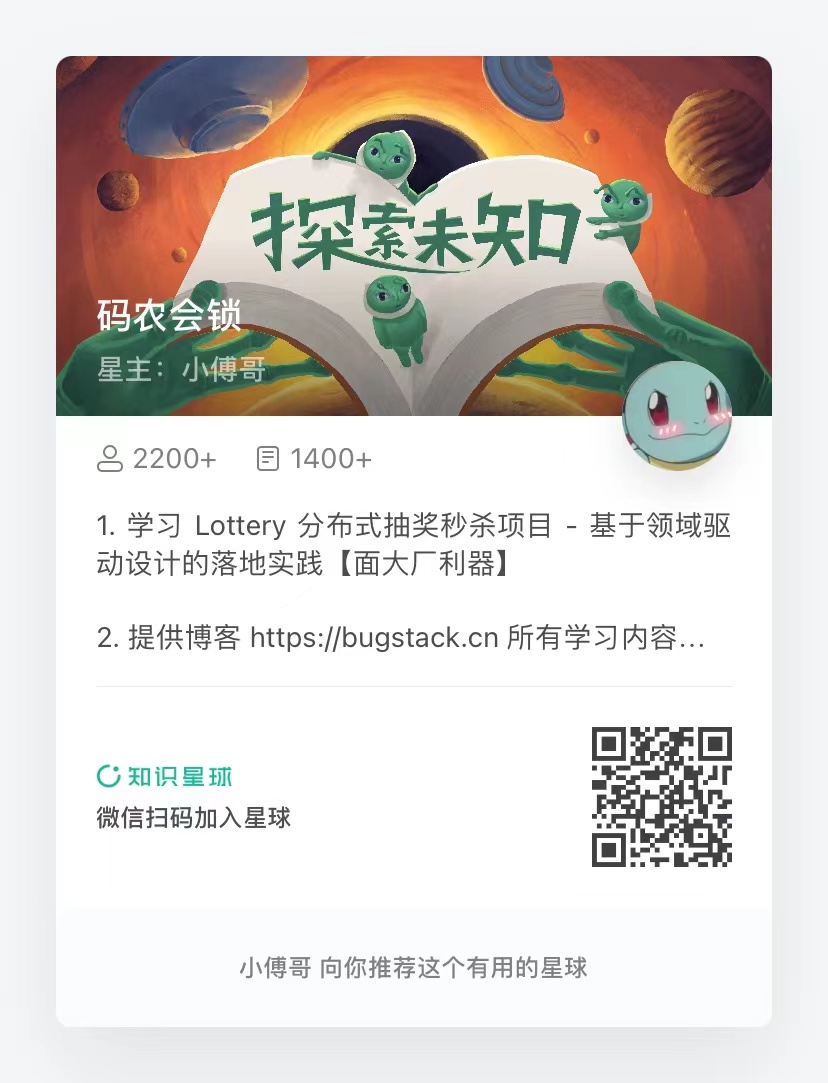 探索未知
码农会锁
星主：小傅哥
2200+ 1400+
1. 学习 Lottery 分布式抽奖秒杀项目 - 基于领域驱
动设计的落地实践【面大厂利器】
2. 提供博客 https://bugstack.cn 所有学习内容...
知识星球
微信扫码加入星球
小傅哥 向你推荐这个有用的星球